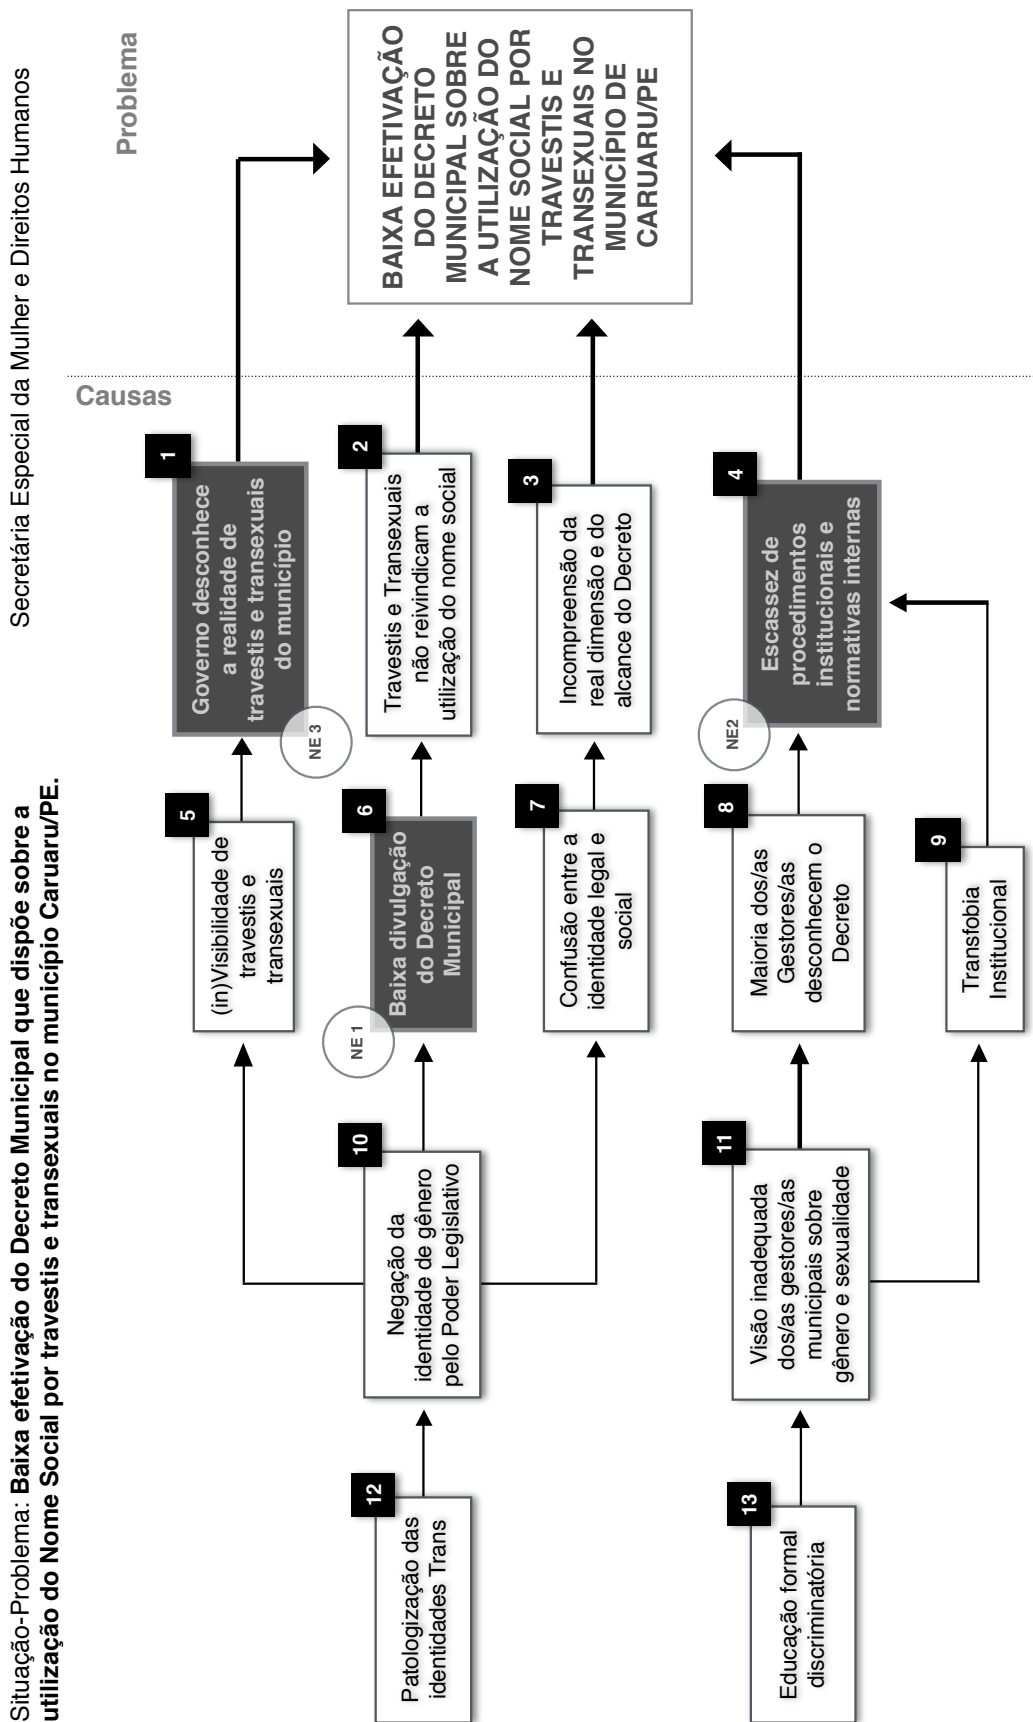 Situação-Problema: Baixa efetivação do Decreto Municipal que dispõe sobre a
utilização do Nome Social por travestis e transexuais no município Caruaru/PE.
Secretária Especial da Mulher e Direitos Humanos
Causas
Problema
12
Patologização das
identidades Trans
13
Educação formal
discriminatória
10
Negação da
identidade de gênero
pelo Poder Legislativo
11
Visão inadequada
dos/as gestores/as
municipais sobre
gênero e sexualidade
5
(in)Visibilidade de
travestis e
transexuais
NE 1
6
Baixa divulgação
do Decreto
Municipal
7
Confusão entre a
identidade legal e
social
8
Maioria dos/as
Gestores/as
desconhecem o
Decreto
9
Transfobia
Institucional
NE 3
1
Governo desconhece
a realidade de
travestis e transexuais
do município
2
Travestis e Transexuais
não reivindicam a
utilização do nome social
3
Incompreensão da
real dimensão e do
alcance do Decreto
NE2
4
Escassez de
procedimentos
institucionais e
normativas internas
BAIXA EFETIVAÇÃO
DO DECRETO
MUNICIPAL SOBRE
A UTILIZAÇÃO DO
NOME SOCIAL POR
TRAVESTIS E
TRANSEXUAIS NO
MUNICÍPIO DE
CARUARU/PE